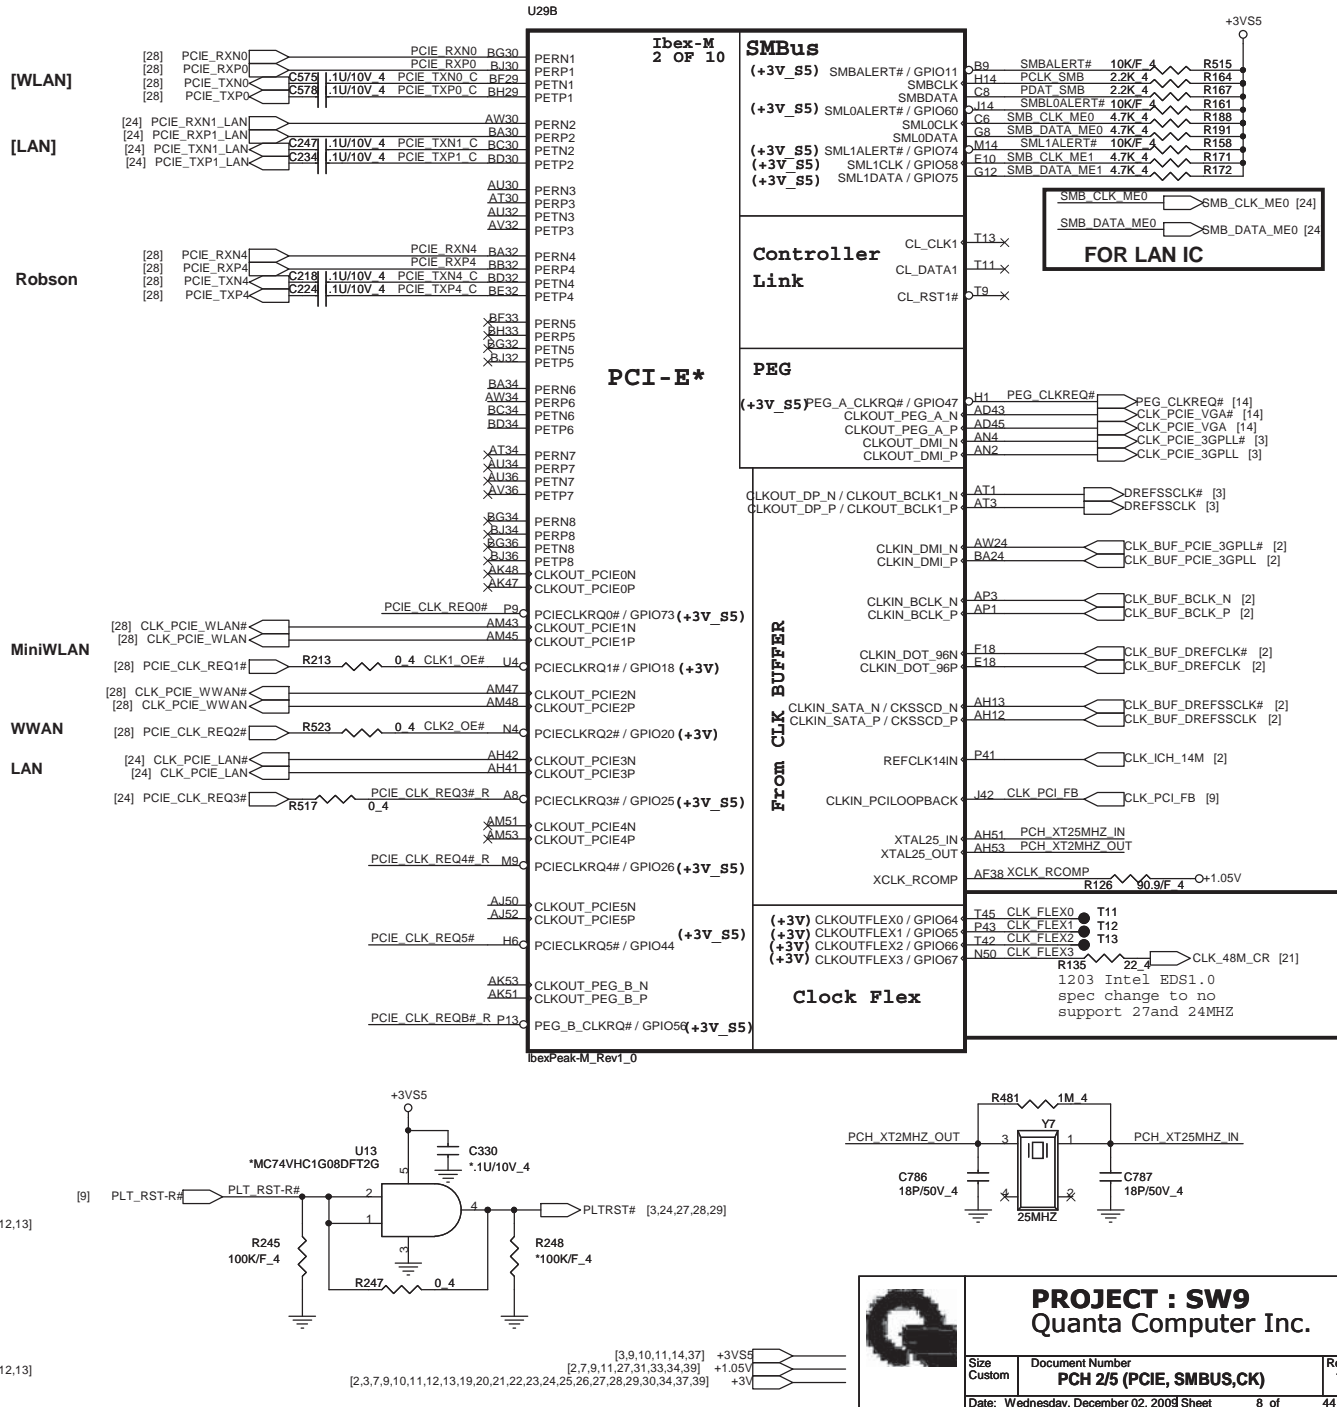 U29B
+3VS5
Ibex-M
2 OF 10
SMBus
PCI-E*
[WLAN]
[28] PCIE_RXN0 PCIE_RXN0 BG30 PERN1
[28] PCIE_RXP0 PCIE_RXP0 BJ30 PERP1
[28] PCIE_TXN0 C575 .1U/10V_4 PCIE_TXN0_C BF29 PETN1
[28] PCIE_TXP0 C578 .1U/10V_4 PCIE_TXP0_C BH29 PETP1
[LAN]
[24] PCIE_RXN1_LAN AW30 PERN2
[24] PCIE_RXP1_LAN BA30 PERP2
[24] PCIE_TXN1_LAN C247 .1U/10V_4 PCIE_TXN1_C BC30 PETN2
[24] PCIE_TXP1_LAN C234 .1U/10V_4 PCIE_TXP1_C BD30 PETP2
AU30 PERN3
AT30 PERP3
AU32 PETN3
AV32 PETP3
Robson
[28] PCIE_RXN4 PCIE_RXN4 BA32 PERN4
[28] PCIE_RXP4 PCIE_RXP4 BB32 PERP4
[28] PCIE_TXN4 C218 .1U/10V_4 PCIE_TXN4_C BD32 PETN4
[28] PCIE_TXP4 C224 .1U/10V_4 PCIE_TXP4_C BE32 PETP4
BF33 PERN5
BH33 PERP5
BG32 PETN5
BJ32 PETP5
BA34 PERN6
AW34 PERP6
BC34 PETN6
BD34 PETP6
AT34 PERN7
AU34 PERP7
AU36 PETN7
AV36 PETP7
BG34 PERN8
BJ34 PERP8
BG36 PETN8
BJ36 PETP8
AK48 CLKOUT_PCIE0N
AK47 CLKOUT_PCIE0P
PCIE_CLK_REQ0# P9 PCIECLKRQ0# / GPIO73 (+3V_S5)
MiniWLAN
[28] CLK_PCIE_WLAN# AM43 CLKOUT_PCIE1N
[28] CLK_PCIE_WLAN AM45 CLKOUT_PCIE1P
[28] PCIE_CLK_REQ1# R213 0_4 CLK1_OE# U4 PCIECLKRQ1# / GPIO18 (+3V)
WWAN
[28] CLK_PCIE_WWAN# AM47 CLKOUT_PCIE2N
[28] CLK_PCIE_WWAN AM48 CLKOUT_PCIE2P
[28] PCIE_CLK_REQ2# R523 0_4 CLK2_OE# N4 PCIECLKRQ2# / GPIO20 (+3V)
LAN
[24] CLK_PCIE_LAN# AH42 CLKOUT_PCIE3N
[24] CLK_PCIE_LAN AH41 CLKOUT_PCIE3P
[24] PCIE_CLK_REQ3# R517 0_4 PCIE_CLK_REQ3#_R A8 PCIECLKRQ3# / GPIO25 (+3V_S5)
AM51 CLKOUT_PCIE4N
AM53 CLKOUT_PCIE4P
PCIE_CLK_REQ4#_R M9 PCIECLKRQ4# / GPIO26 (+3V_S5)
AJ50 CLKOUT_PCIE5N
AJ52 CLKOUT_PCIE5P
PCIE_CLK_REQ5# H6 PCIECLKRQ5# / GPIO44 (+3V_S5)
AK53 CLKOUT_PEG_B_N
AK51 CLKOUT_PEG_B_P
PCIE_CLK_REQB#_R P13 PEG_B_CLKRQ# / GPIO56 (+3V_S5)
IbexPeak-M_Rev1_0
(+3V_S5) SMBALERT# / GPIO11 B9 SMBALERT# 10K/F_4 R515
SMBCLK H14 PCLK_SMB 2.2K_4 R164
SMBDATA C8 PDAT_SMB 2.2K_4 R167
(+3V_S5) SML0ALERT# / GPIO60 J14 SMBL0ALERT# 10K/F_4 R161
SML0CLK C6 SMB_CLK_ME0 4.7K_4 R188
SML0DATA G8 SMB_DATA_ME0 4.7K_4 R191
(+3V_S5) SML1ALERT# / GPIO74 M14 SML1ALERT# 10K/F_4 R158
(+3V_S5) SML1CLK / GPIO58 E10 SMB_CLK_ME1 4.7K_4 R171
(+3V_S5) SML1DATA / GPIO75 G12 SMB_DATA_ME1 4.7K_4 R172
SMB_CLK_ME0 SMB_CLK_ME0 [24]
SMB_DATA_ME0 SMB_DATA_ME0 [24
FOR LAN IC
Controller
Link
CL_CLK1 T13
CL_DATA1 T11
CL_RST1# T9
PEG
(+3V_S5) PEG_A_CLKRQ# / GPIO47 H1 PEG_CLKREQ# PEG_CLKREQ# [14]
CLKOUT_PEG_A_N AD43 CLK_PCIE_VGA# [14]
CLKOUT_PEG_A_P AD45 CLK_PCIE_VGA [14]
CLKOUT_DMI_N AN4 CLK_PCIE_3GPLL# [3]
CLKOUT_DMI_P AN2 CLK_PCIE_3GPLL [3]
From CLK BUFFER
CLKOUT_DP_N / CLKOUT_BCLK1_N AT1 DREFSSCLK# [3]
CLKOUT_DP_P / CLKOUT_BCLK1_P AT3 DREFSSCLK [3]
CLKIN_DMI_N AW24 CLK_BUF_PCIE_3GPLL# [2]
CLKIN_DMI_P BA24 CLK_BUF_PCIE_3GPLL [2]
CLKIN_BCLK_N AP3 CLK_BUF_BCLK_N [2]
CLKIN_BCLK_P AP1 CLK_BUF_BCLK_P [2]
CLKIN_DOT_96N F18 CLK_BUF_DREFCLK# [2]
CLKIN_DOT_96P E18 CLK_BUF_DREFCLK [2]
CLKIN_SATA_N / CKSSCD_N AH13 CLK_BUF_DREFSSCLK# [2]
CLKIN_SATA_P / CKSSCD_P AH12 CLK_BUF_DREFSSCLK [2]
REFCLK14IN P41 CLK_ICH_14M [2]
CLKIN_PCILOOPBACK J42 CLK_PCI_FB CLK_PCI_FB [9]
XTAL25_IN AH51 PCH_XT25MHZ_IN
XTAL25_OUT AH53 PCH_XT2MHZ_OUT
XCLK_RCOMP AF38 XCLK_RCOMP R126 90.9/F_4 +1.05V
(+3V) CLKOUTFLEX0 / GPIO64 T45 CLK_FLEX0 T11
(+3V) CLKOUTFLEX1 / GPIO65 P43 CLK_FLEX1 T12
(+3V) CLKOUTFLEX2 / GPIO66 T42 CLK_FLEX2 T13
(+3V) CLKOUTFLEX3 / GPIO67 N50 CLK_FLEX3 R135 22_4 CLK_48M_CR [21]
Clock Flex
1203 Intel EDS1.0
spec change to no
support 27and 24MHZ
+3VS5
U13
*MC74VHC1G08DFT2G
C330
*.1U/10V_4
[9] PLT_RST-R# PLT_RST-R# 2 1 5 3 4 PLTRST# [3,24,27,28,29]
R245
100K/F_4
R248
*100K/F_4
R247 0_4
12,13]
12,13]
R481 1M_4
Y7
PCH_XT2MHZ_OUT 3 1 PCH_XT25MHZ_IN
4 2
C786
18P/50V_4
C787
18P/50V_4
25MHZ
[3,9,10,11,14,37] +3VS5
[2,7,9,11,27,31,33,34,39] +1.05V
[2,3,7,9,10,11,12,13,19,20,21,22,23,24,25,26,27,28,29,30,34,37,39] +3V
PROJECT : SW9
Quanta Computer Inc.
Size
Custom
Document Number
PCH 2/5 (PCIE, SMBUS,CK)
Re
Date: Wednesday, December 02, 2009 Sheet 8 of 44